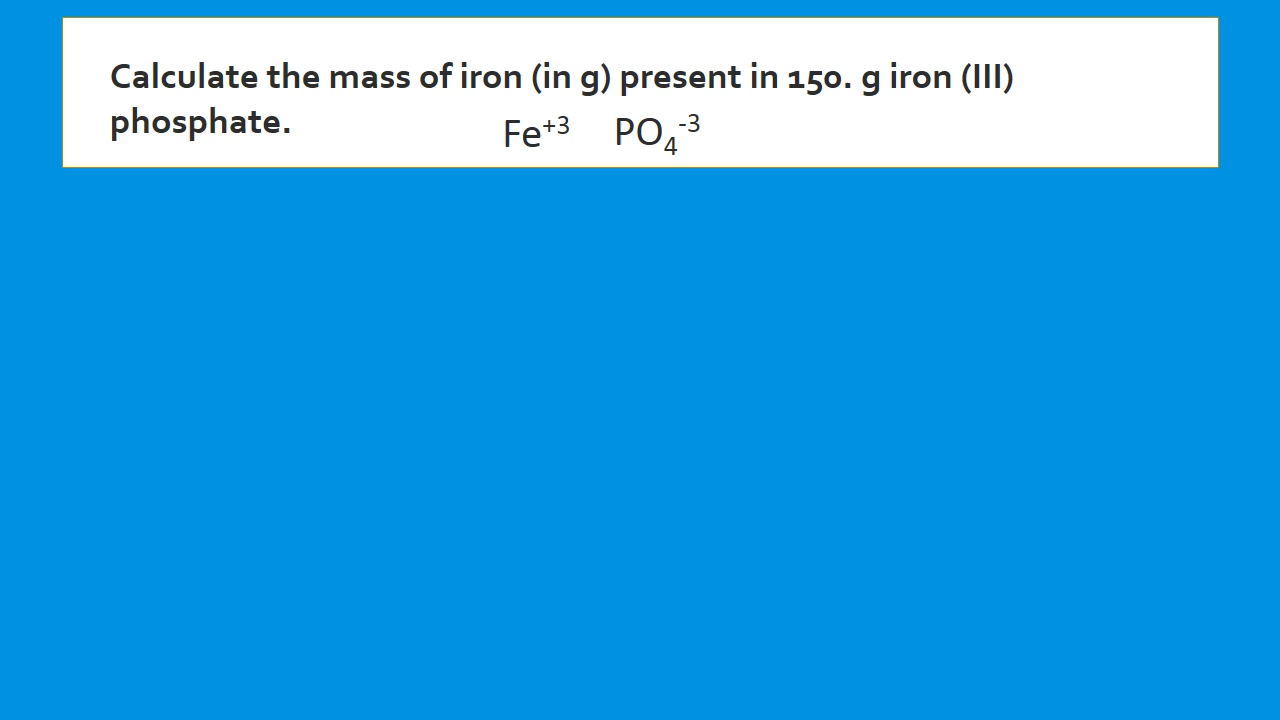 Calculate the mass of iron (in g) present in 150. g iron (III)
phosphate.
Fe⁺³ PO₄⁻³